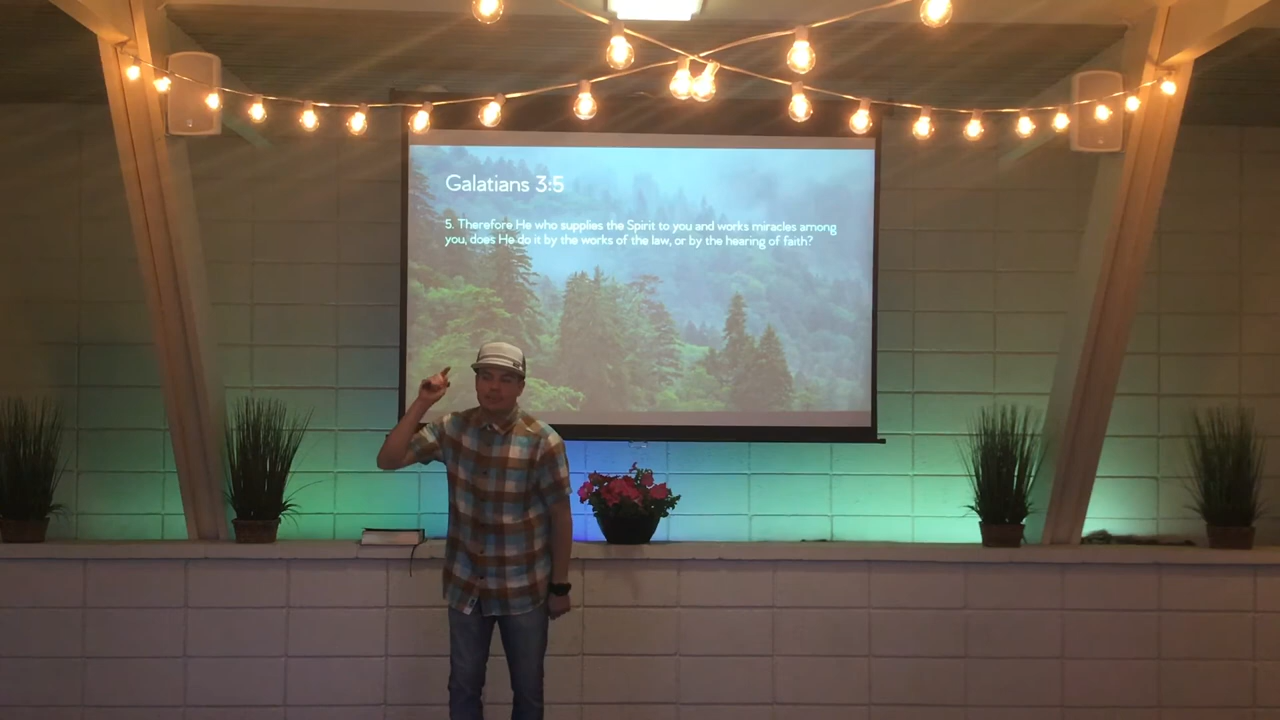 Galatians 3:5
5. Therefore He who supplies the Spirit to you and works miracles among
you, does He do it by the works of the law, or by the hearing of faith?